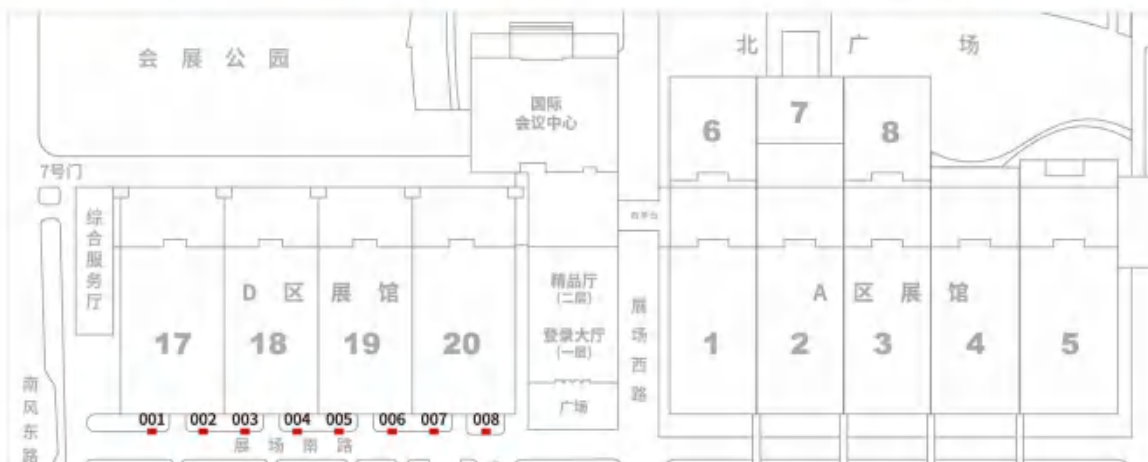 会展公园
北广场
国际
会议中心
6
7
8
7号门
综合服务厅
D区展馆
17
18
19
20
精品厅
(二层)
登录大厅
(一层)
广场
展场西路
A区展馆
1
2
3
4
5
南风东路
001
002
003
004
005
006
007
008
展场南路